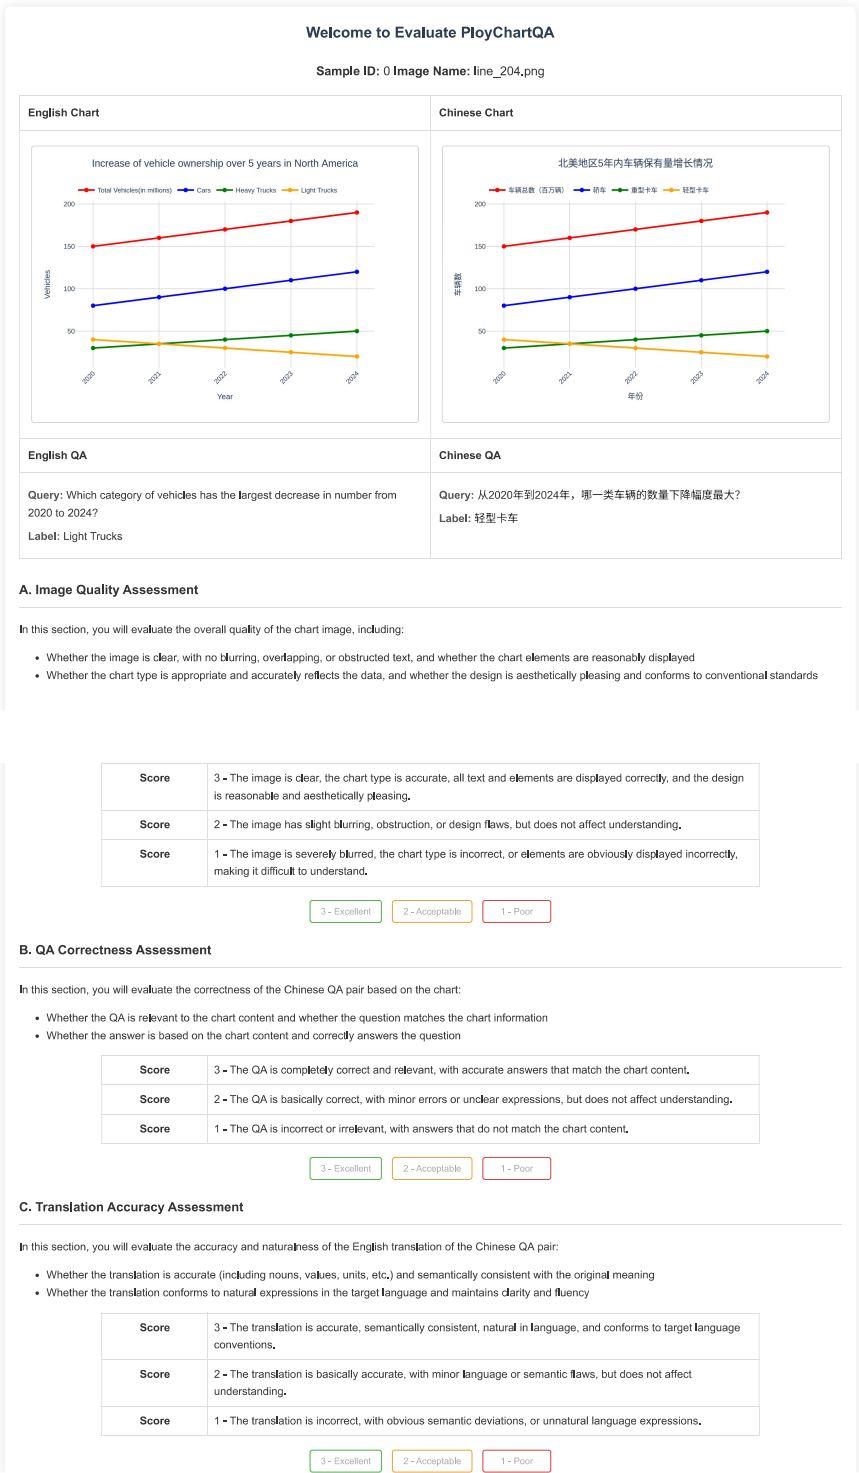 Welcome to Evaluate PloyChartQA
Sample ID: 0 Image Name: line_204.png
English Chart
Chinese Chart
Increase of vehicle ownership over 5 years in North America
Total Vehicles(in millions) Cars Heavy Trucks Light Trucks
200
150
100
50
Vehicles
2020 2021 2022 2023 2024
Year
北美地区5年内车辆保有量增长情况
车辆总数（百万辆） 轿车 重型卡车 轻型卡车
200
150
100
50
车辆数
2020 2021 2022 2023 2024
年份
English QA
Chinese QA
Query: Which category of vehicles has the largest decrease in number from
2020 to 2024?
Label: Light Trucks
Query: 从2020年到2024年，哪一类车辆的数量下降幅度最大？
Label: 轻型卡车
A. Image Quality Assessment
In this section, you will evaluate the overall quality of the chart image, including:
• Whether the image is clear, with no blurring, overlapping, or obstructed text, and whether the chart elements are reasonably displayed
• Whether the chart type is appropriate and accurately reflects the data, and whether the design is aesthetically pleasing and conforms to conventional standards
Score 3 - The image is clear, the chart type is accurate, all text and elements are displayed correctly, and the design
is reasonable and aesthetically pleasing.
Score 2 - The image has slight blurring, obstruction, or design flaws, but does not affect understanding.
Score 1 - The image is severely blurred, the chart type is incorrect, or elements are obviously displayed incorrectly,
making it difficult to understand.
3 - Excellent 2 - Acceptable 1 - Poor
B. QA Correctness Assessment
In this section, you will evaluate the correctness of the Chinese QA pair based on the chart:
• Whether the QA is relevant to the chart content and whether the question matches the chart information
• Whether the answer is based on the chart content and correctly answers the question
Score 3 - The QA is completely correct and relevant, with accurate answers that match the chart content.
Score 2 - The QA is basically correct, with minor errors or unclear expressions, but does not affect understanding.
Score 1 - The QA is incorrect or irrelevant, with answers that do not match the chart content.
3 - Excellent 2 - Acceptable 1 - Poor
C. Translation Accuracy Assessment
In this section, you will evaluate the accuracy and naturalness of the English translation of the Chinese QA pair:
• Whether the translation is accurate (including nouns, values, units, etc.) and semantically consistent with the original meaning
• Whether the translation conforms to natural expressions in the target language and maintains clarity and fluency
Score 3 - The translation is accurate, semantically consistent, natural in language, and conforms to target language
conventions.
Score 2 - The translation is basically accurate, with minor language or semantic flaws, but does not affect
understanding.
Score 1 - The translation is incorrect, with obvious semantic deviations, or unnatural language expressions.
3 - Excellent 2 - Acceptable 1 - Poor